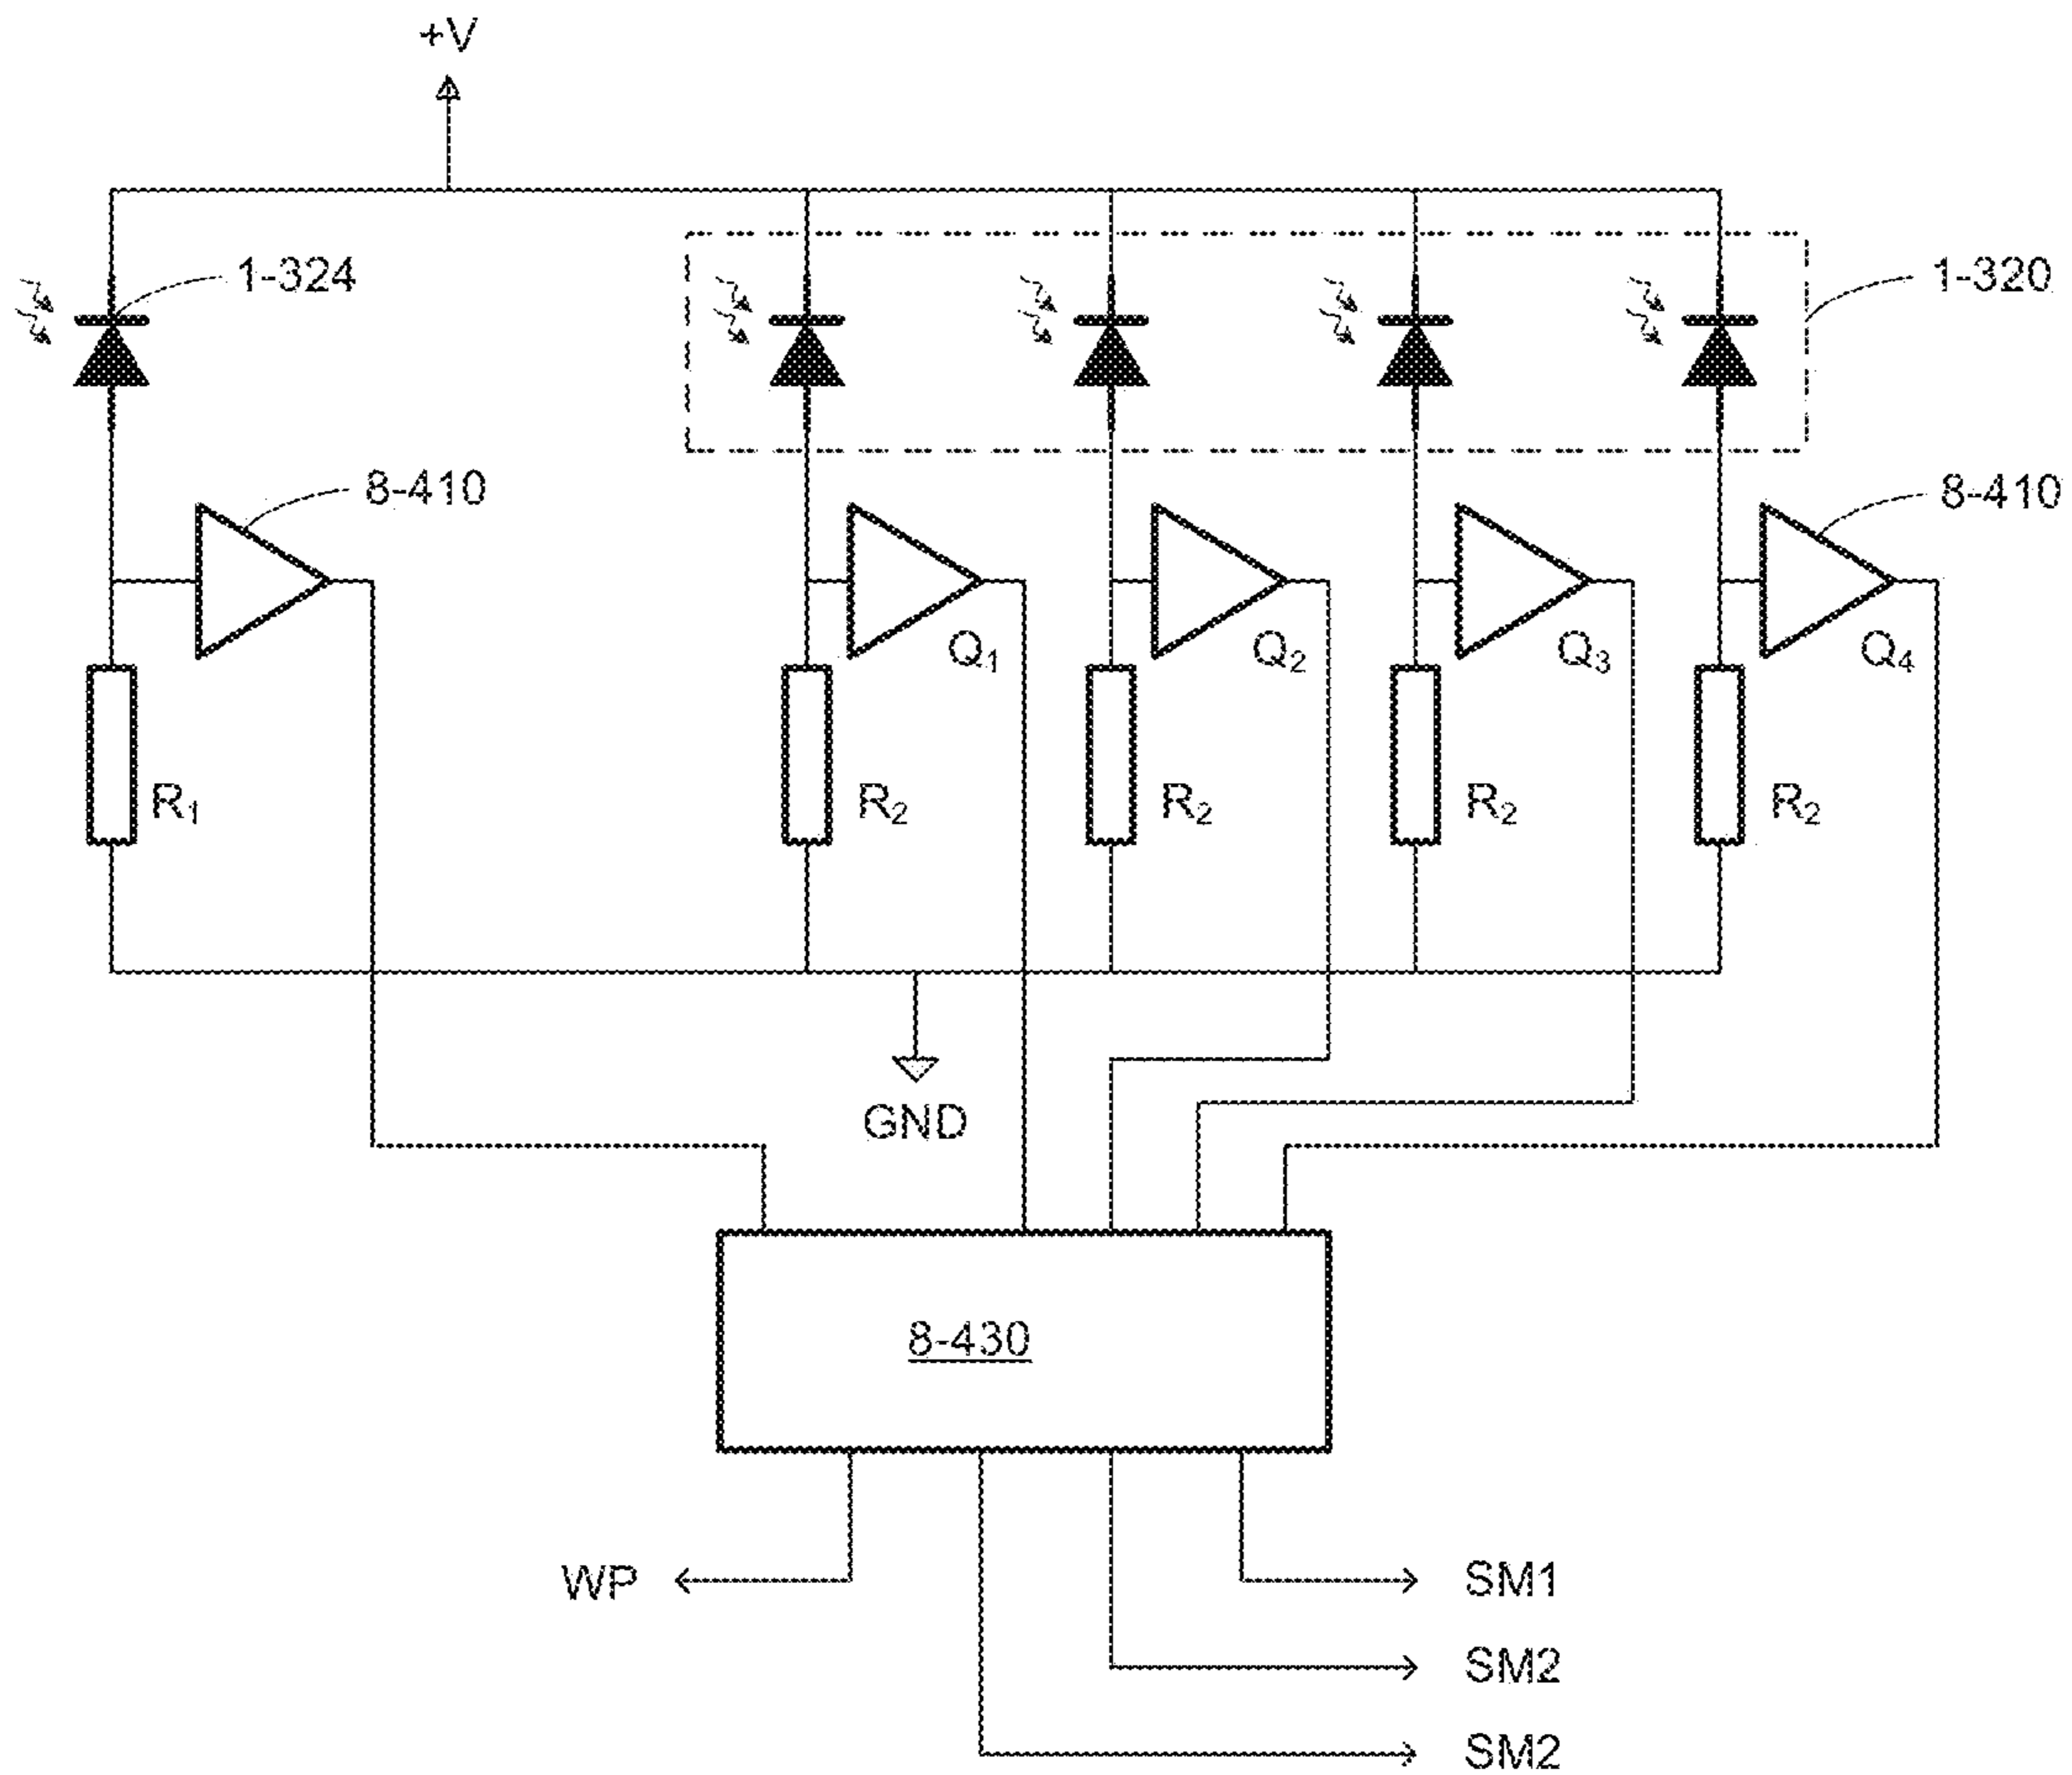 +V
1-324
1-320
8-410
8-410
Q1
Q2
Q3
Q4
R1
R2
R2
R2
R2
GND
8-430
WP
SM1
SM2
SM2